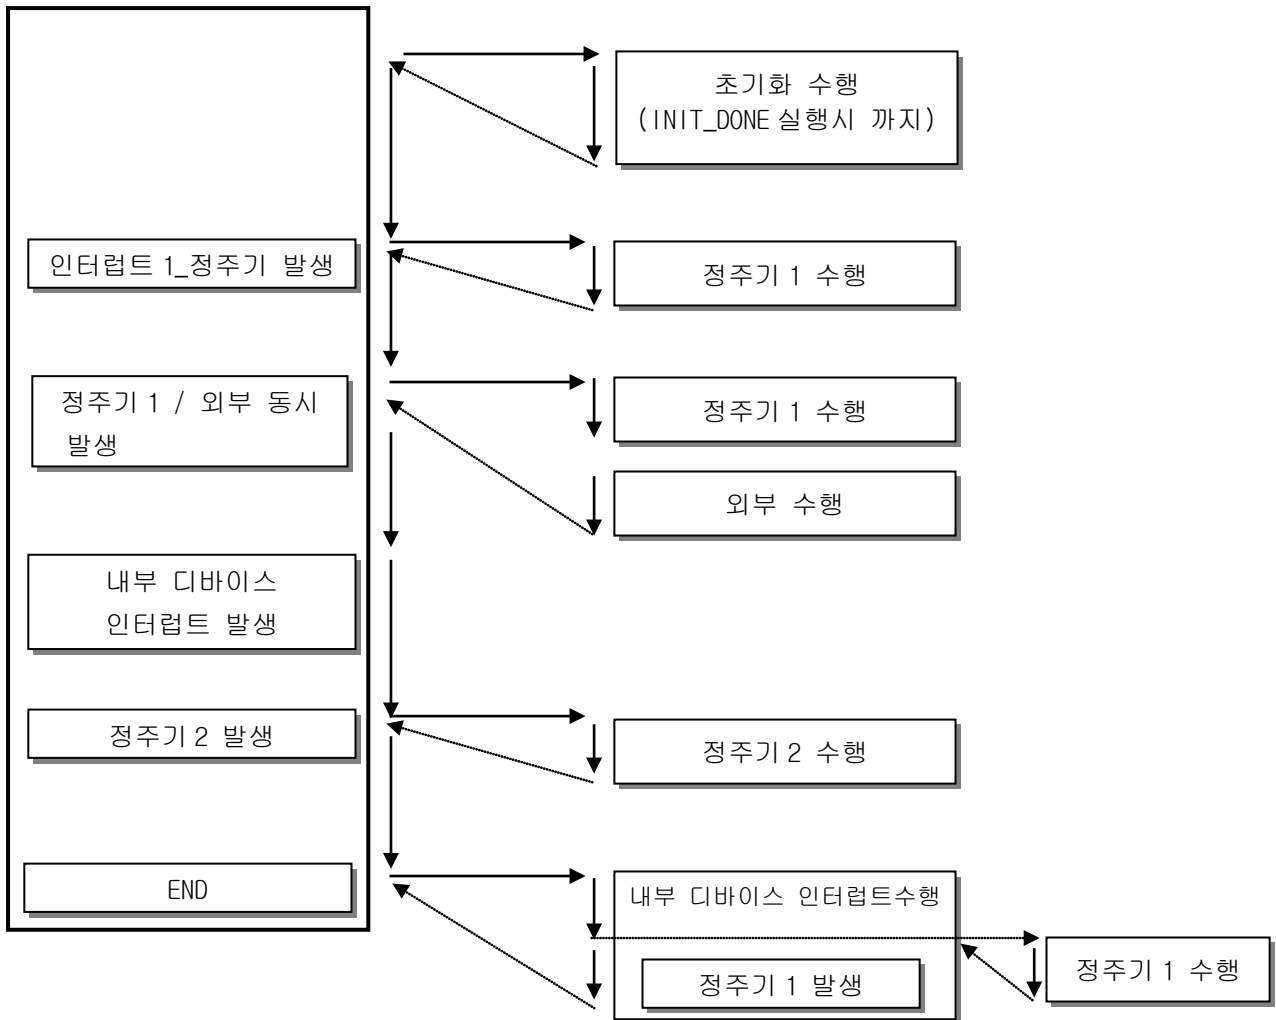 초기화 수행
(INIT_DONE 실행시 까지)
인터럽트 1_정주기 발생
정주기 1 수행
정주기 1 / 외부 동시
발생
정주기 1 수행
외부 수행
내부 디바이스
인터럽트 발생
정주기 2 발생
정주기 2 수행
END
내부 디바이스 인터럽트수행
정주기 1 발생
정주기 1 수행